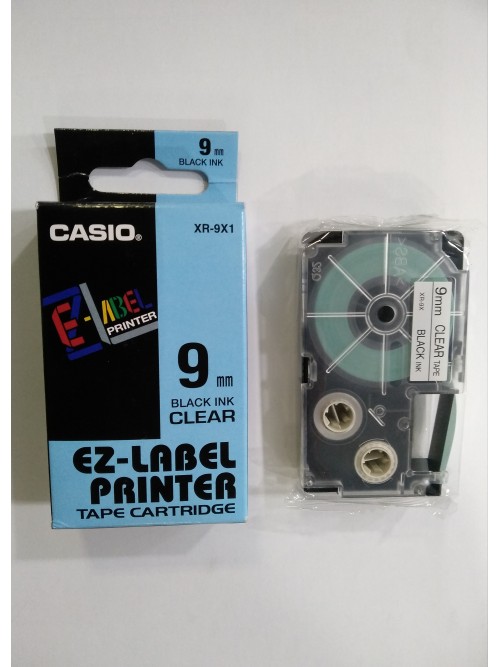 9 mm
BLACK INK
CASIO®
XR-9X1
EZ-LABEL
PRINTER
9 mm
BLACK INK
CLEAR
EZ-LABEL
PRINTER
TAPE CARTRIDGE
9mm CLEAR TAPE
XR-9X BLACK INK